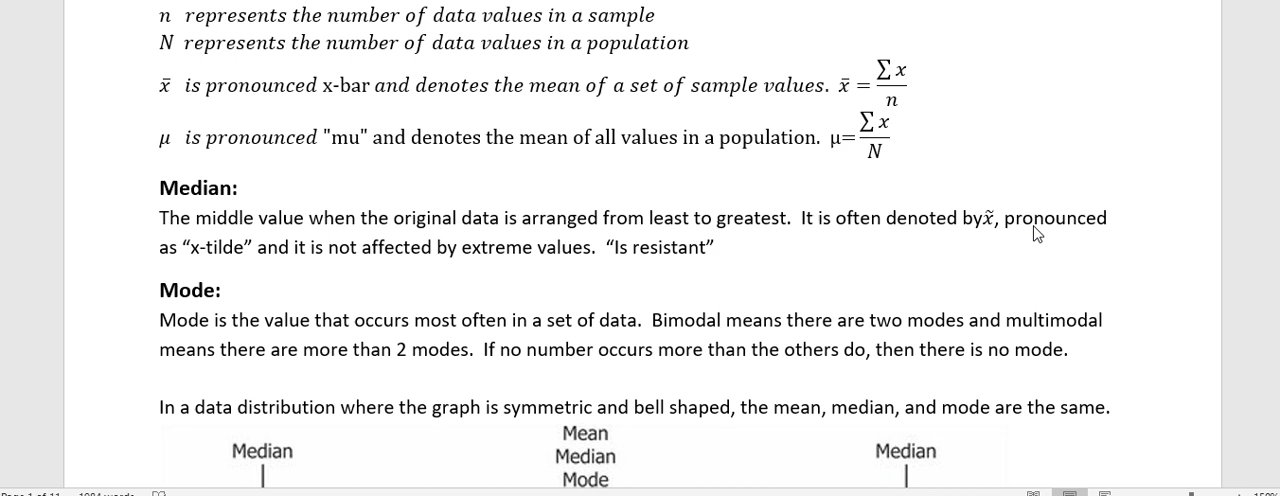 n represents the number of data values in a sample
N represents the number of data values in a population
x̄ is pronounced x-bar and denotes the mean of a set of sample values. x̄ = ∑x / n
μ is pronounced "mu" and denotes the mean of all values in a population. μ= ∑x / N
Median:
The middle value when the original data is arranged from least to greatest. It is often denoted by x̃, pronounced
as “x-tilde” and it is not affected by extreme values. “Is resistant”
Mode:
Mode is the value that occurs most often in a set of data. Bimodal means there are two modes and multimodal
means there are more than 2 modes. If no number occurs more than the others do, then there is no mode.
In a data distribution where the graph is symmetric and bell shaped, the mean, median, and mode are the same.
Mean
Median Median Median
Mode